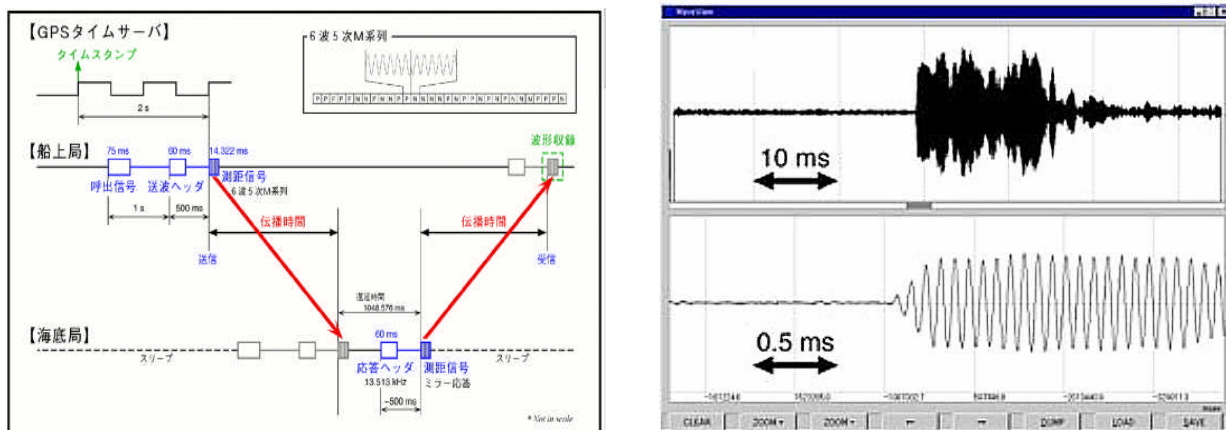 【GPSタイムサーバ】
タイムスタンプ
2 s
6 波 5 次M系列
P P P P P N N P N N P P N P N N P N N N N P P P N
【船上局】
75 ms
60 ms
14.322 ms
波形収録
呼出信号
送波ヘッダ
測距信号
6 波 5 次M系列
1 s
500 ms
伝播時間
伝播時間
送信
受信
遅延時間
1048.576 ms
【海底局】
60 ms
スリープ
応答ヘッダ
測距信号
スリープ
13.513 kHz
ミラー応答
~500 ms
* Not in scale
10 ms
0.5 ms
CLEAR
ZOOM
ZOOM
DUMP
LOAD
SAVE